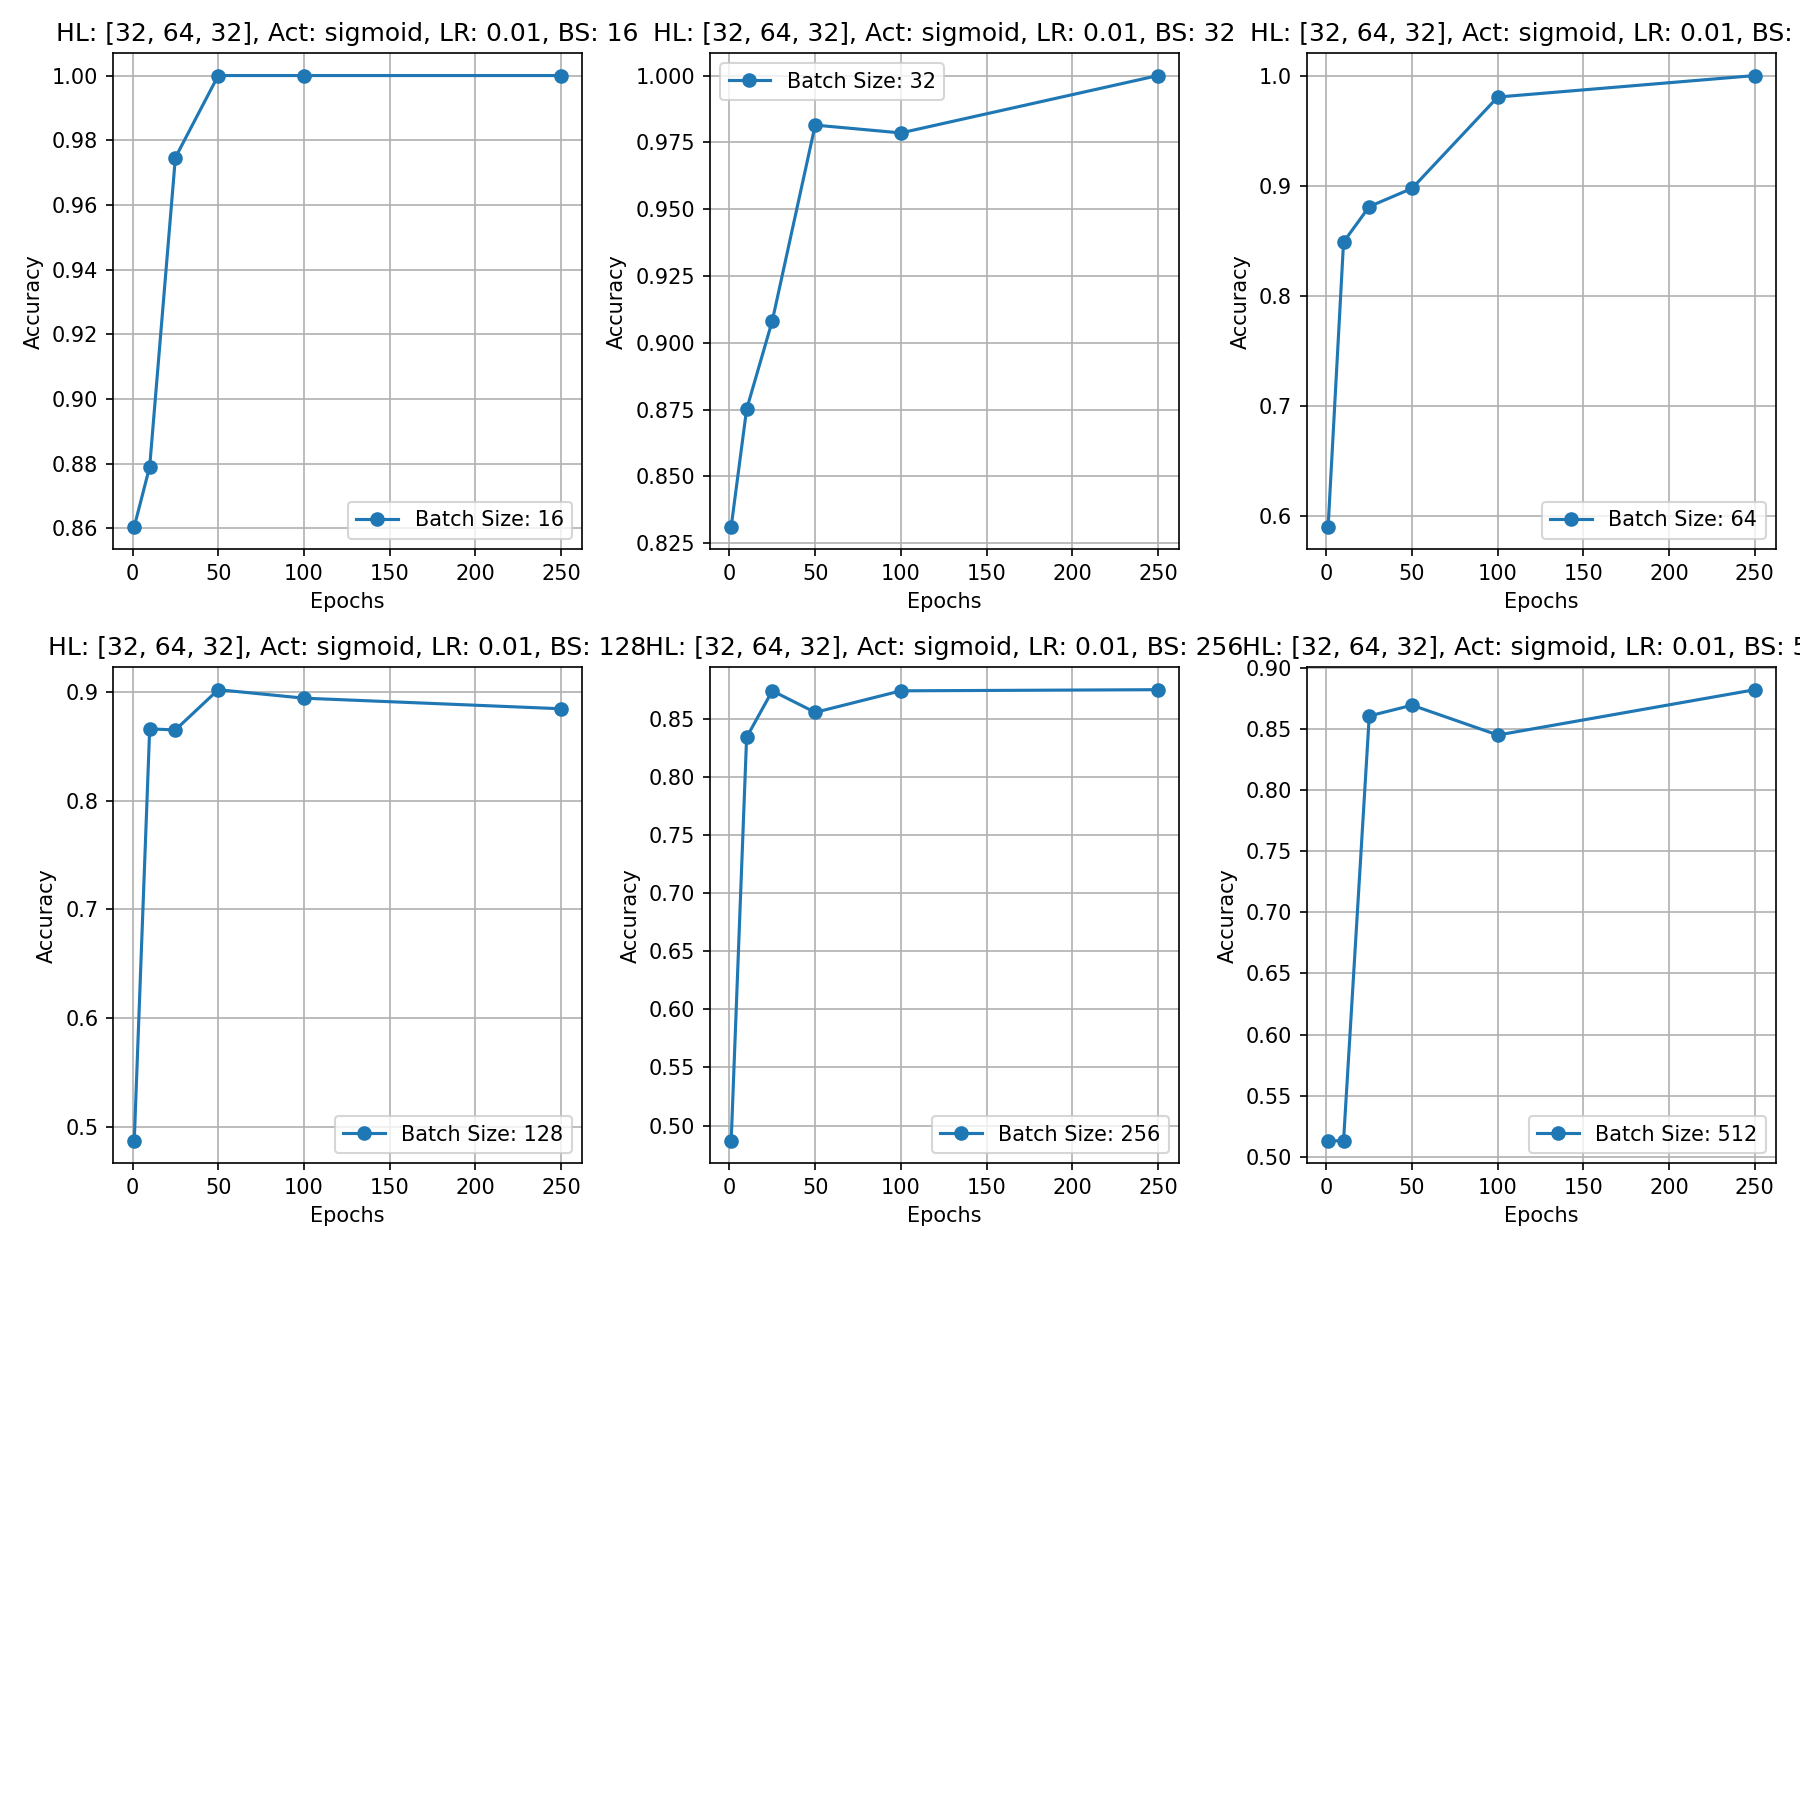 HL: [32, 64, 32], Act: sigmoid, LR: 0.01, BS: 16
1.00
0.98
0.96
0.94
0.92
0.90
0.88
0.86
Accuracy
Batch Size: 16
0 50 100 150 200 250
Epochs
HL: [32, 64, 32], Act: sigmoid, LR: 0.01, BS: 32
Batch Size: 32
1.000
0.975
0.950
0.925
0.900
0.875
0.850
0.825
Accuracy
0 50 100 150 200 250
Epochs
HL: [32, 64, 32], Act: sigmoid, LR: 0.01, BS:
1.0
0.9
0.8
0.7
0.6
Accuracy
Batch Size: 64
0 50 100 150 200 250
Epochs
HL: [32, 64, 32], Act: sigmoid, LR: 0.01, BS: 128
0.9
0.8
0.7
0.6
0.5
Accuracy
Batch Size: 128
0 50 100 150 200 250
Epochs
HL: [32, 64, 32], Act: sigmoid, LR: 0.01, BS: 256
0.85
0.80
0.75
0.70
0.65
0.60
0.55
0.50
Accuracy
Batch Size: 256
0 50 100 150 200 250
Epochs
HL: [32, 64, 32], Act: sigmoid, LR: 0.01, BS: 5
0.90
0.85
0.80
0.75
0.70
0.65
0.60
0.55
0.50
Accuracy
Batch Size: 512
0 50 100 150 200 250
Epochs